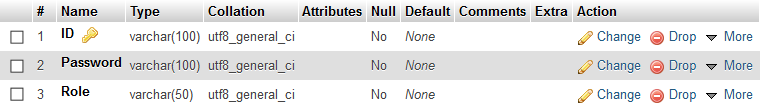 # Name Type Collation Attributes Null Default Comments Extra Action
1 ID varchar(100) utf8_general_ci No None Change Drop More
2 Password varchar(100) utf8_general_ci No None Change Drop More
3 Role varchar(50) utf8_general_ci No None Change Drop More